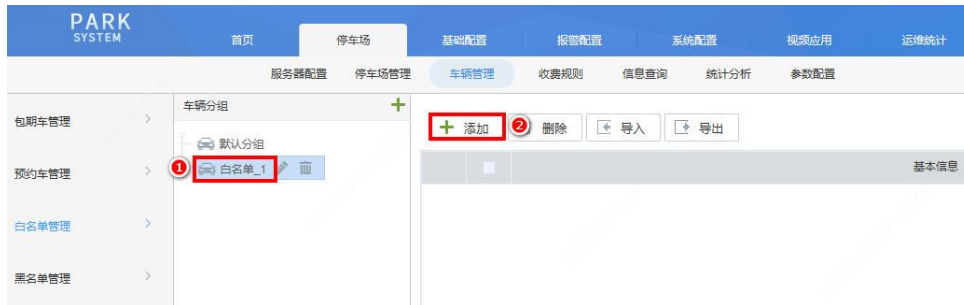 PARK
SYSTEM
首页 停车场 基础配置 报警配置 系统配置 视频应用 运维统计
服务器配置 停车场管理 车辆管理 收费规则 信息查询 统计分析 参数配置
包期车管理
预约车管理
白名单管理
黑名单管理
车辆分组
默认分组
1 白名单_1
添加 2 删除 导入 导出
基本信息